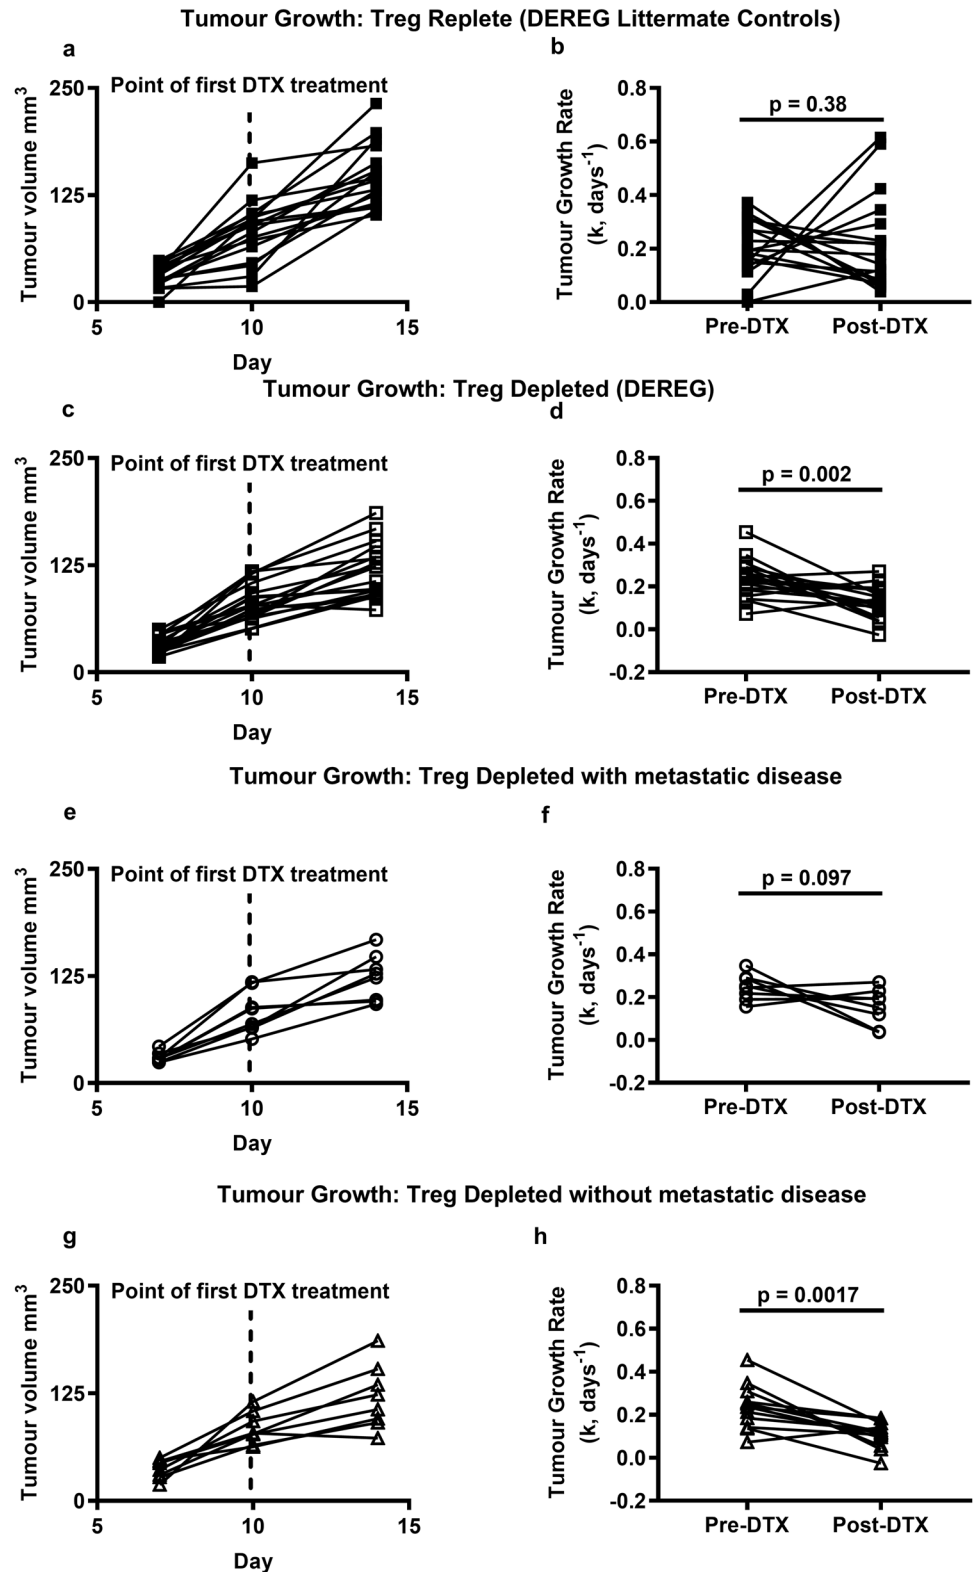 Tumour Growth: Treg Replete (DEREG Littermate Controls)
a
b
Point of first DTX treatment
Tumour volume mm³
250
125
0
5
10
15
Day
Tumour Growth Rate
(k, days⁻¹)
0.8
0.6
0.4
0.2
0.0
p = 0.38
Pre-DTX
Post-DTX
Tumour Growth: Treg Depleted (DEREG)
c
d
Point of first DTX treatment
Tumour volume mm³
250
125
0
5
10
15
Day
Tumour Growth Rate
(k, days⁻¹)
0.8
0.6
0.4
0.2
0.0
-0.2
p = 0.002
Pre-DTX
Post-DTX
Tumour Growth: Treg Depleted with metastatic disease
e
f
Point of first DTX treatment
Tumour volume mm³
250
125
0
5
10
15
Day
Tumour Growth Rate
(k, days⁻¹)
0.8
0.6
0.4
0.2
0.0
-0.2
p = 0.097
Pre-DTX
Post-DTX
Tumour Growth: Treg Depleted without metastatic disease
g
h
Point of first DTX treatment
Tumour volume mm³
250
125
0
5
10
15
Day
Tumour Growth Rate
(k, days⁻¹)
0.8
0.6
0.4
0.2
0.0
-0.2
p = 0.0017
Pre-DTX
Post-DTX